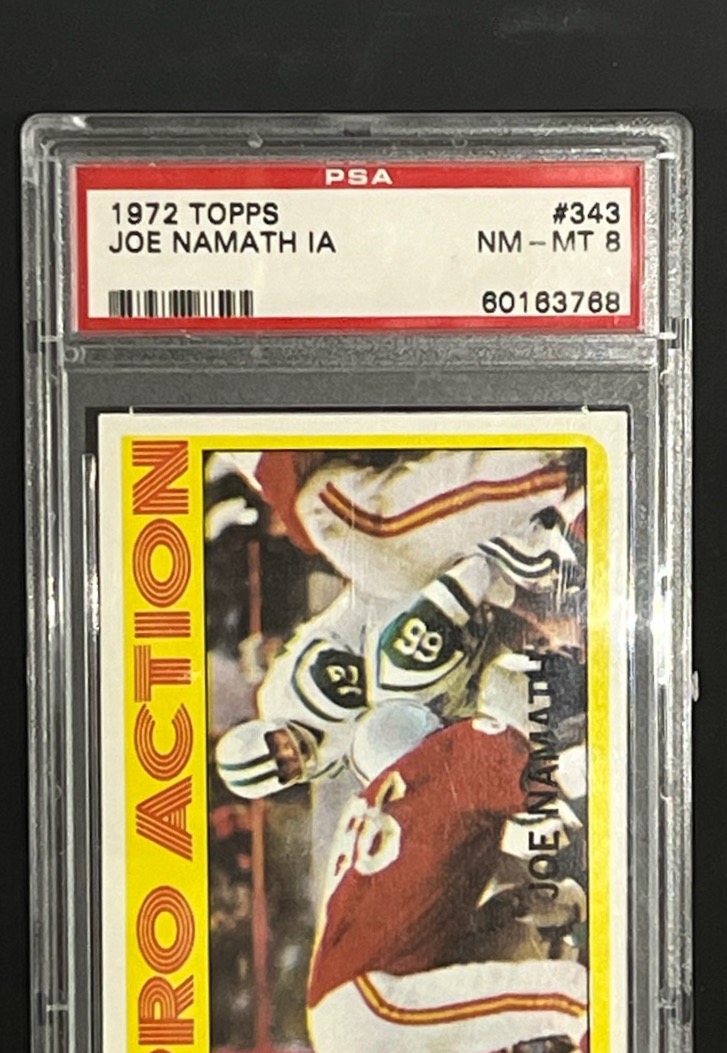 PSA
1972 TOPPS
#343
JOE NAMATH IA
NM-MT 8
60163768
PRO ACTION
JOE NAMATH